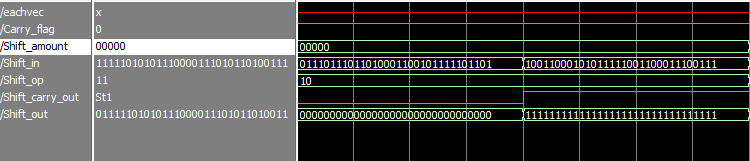 /eachvec x
/Carry_flag 0
/Shift_amount 00000 00000
/Shift_in 11111010101110000111010110100111 01110111011010001100101111101101 10011000101011111001100011100111
/Shift_op 11 10
/Shift_carry_out St1
/Shift_out 01111101010111000011101011010011 00000000000000000000000000000000 11111111111111111111111111111111